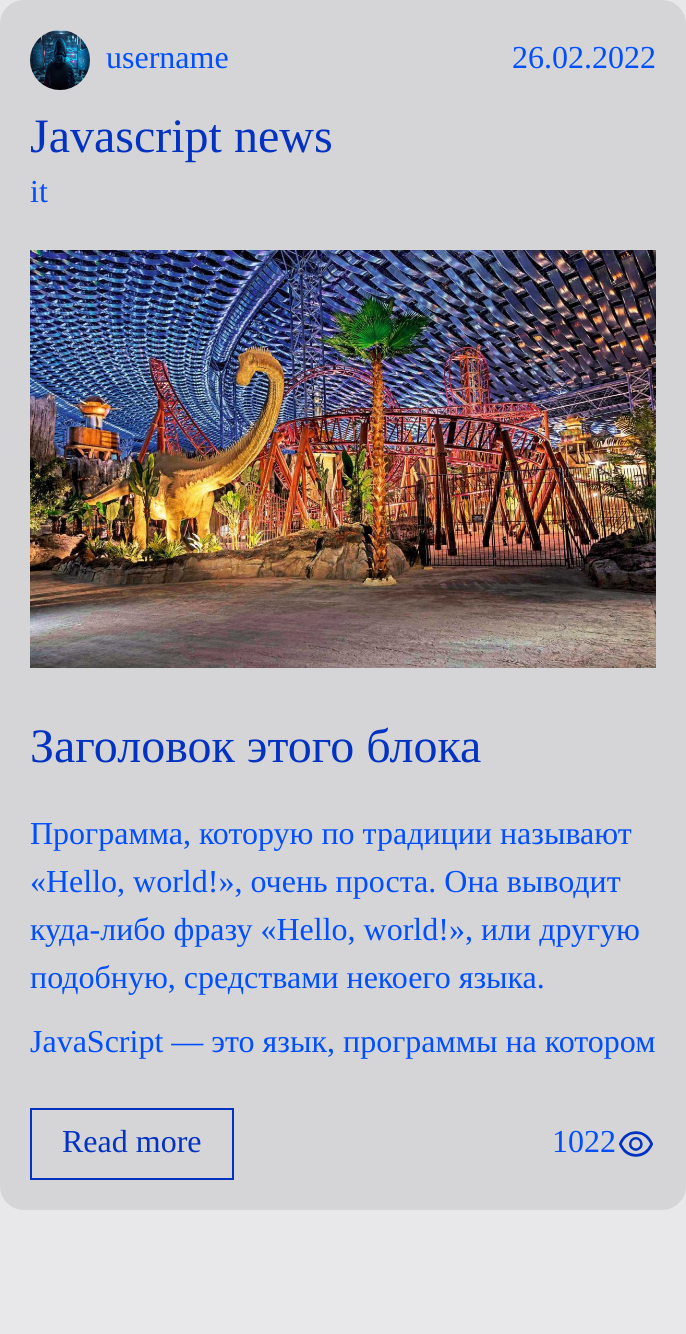 username 26.02.2022
Javascript news
it
Заголовок этого блока
Программа, которую по традиции называют
«Hello, world!», очень проста. Она выводит
куда-либо фразу «Hello, world!», или другую
подобную, средствами некоего языка.
JavaScript — это язык, программы на котором
Read more 1022